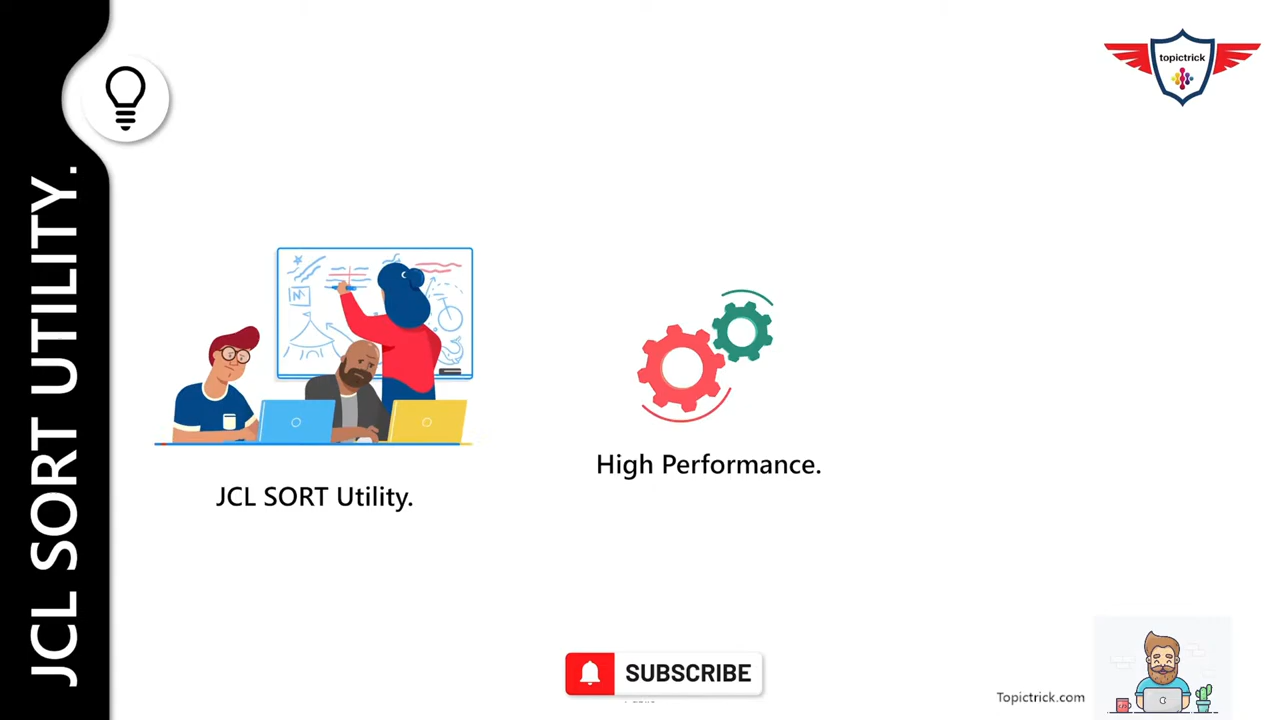 JCL SORT UTILITY.
topictrick
JCL SORT Utility.
High Performance.
SUBSCRIBE
Topictrick.com